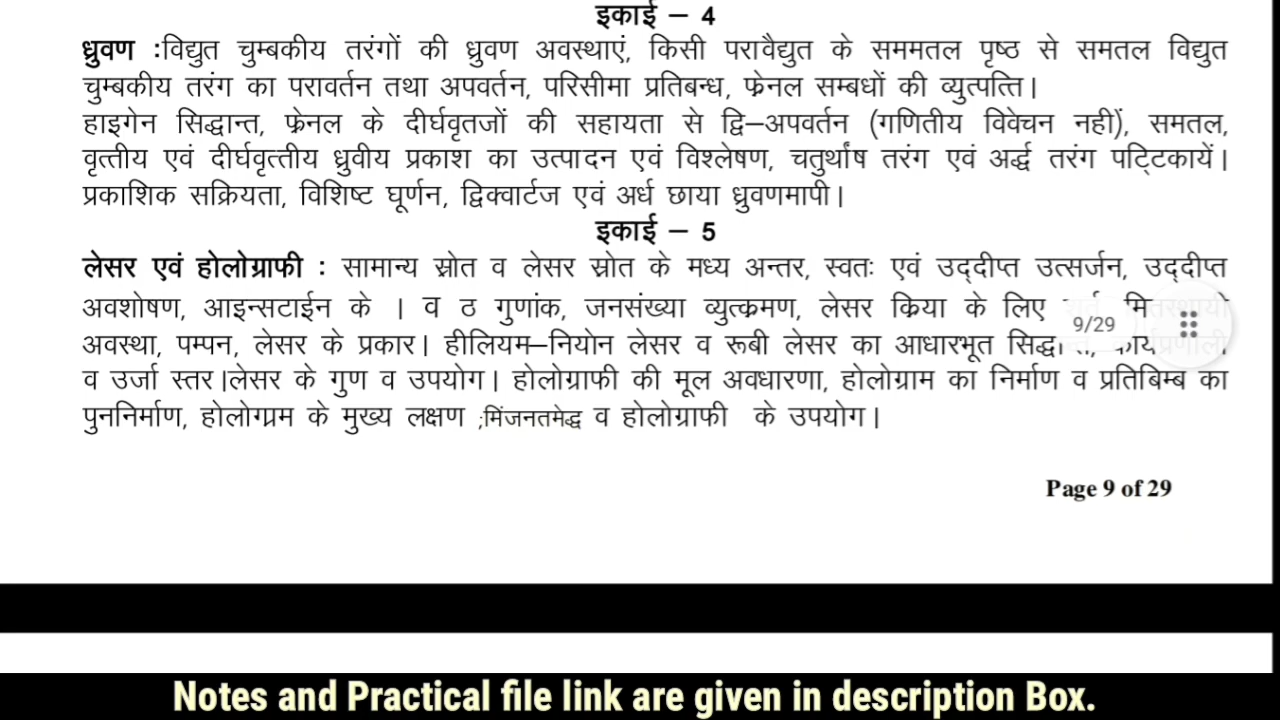 इकाई – 4
ध्रुवण :विद्युत चुम्बकीय तरंगों की ध्रुवण अवस्थाएं, किसी परावैद्युत के सममतल पृष्ठ से समतल विद्युत
चुम्बकीय तरंग का परावर्तन तथा अपवर्तन, परिसीमा प्रतिबन्ध, फ्रेनल सम्बधों की व्युत्पत्ति।
हाइगेन सिद्धान्त, फ्रेनल के दीर्घवृतजों की सहायता से द्वि–अपवर्तन (गणितीय विवेचन नहीं), समतल,
वृत्तीय एवं दीर्घवृत्तीय ध्रुवीय प्रकाश का उत्पादन एवं विश्लेषण, चतुर्थांष तरंग एवं अर्द्ध तरंग पट्टिकायें।
प्रकाशिक सक्रियता, विशिष्ट घूर्णन, द्विक्वार्टज एवं अर्ध छाया ध्रुवणमापी।
इकाई – 5
लेसर एवं होलोग्राफी : सामान्य स्रोत व लेसर स्रोत के मध्य अन्तर, स्वतः एवं उद्दीप्त उत्सर्जन, उद्दीप्त
अवशोषण, आइन्सटाईन के । व ठ गुणांक, जनसंख्या व्युत्क्रमण, लेसर क्रिया के लिए
9/29
अवस्था, पम्पन, लेसर के प्रकार। हीलियम–नियोन लेसर व रूबी लेसर का आधारभूत
व उर्जा स्तर।लेसर के गुण व उपयोग। होलोग्राफी की मूल अवधारणा, होलोग्राम का निर्माण व प्रतिबिम्ब का
पुननिर्माण, होलोग्प्रम के मुख्य लक्षण ;मिंजनतमेद्ध व होलोग्राफी के उपयोग।
Page 9 of 29
Notes and Practical file link are given in description Box.